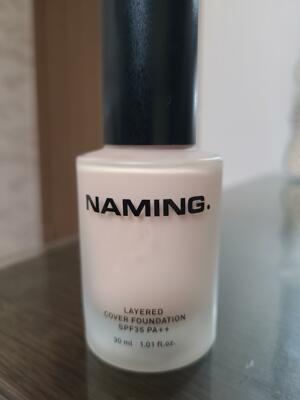 NAMING.
LAYERED
COVER FOUNDATION
SPF35 PA++
30 ml 1.01 fl.oz.